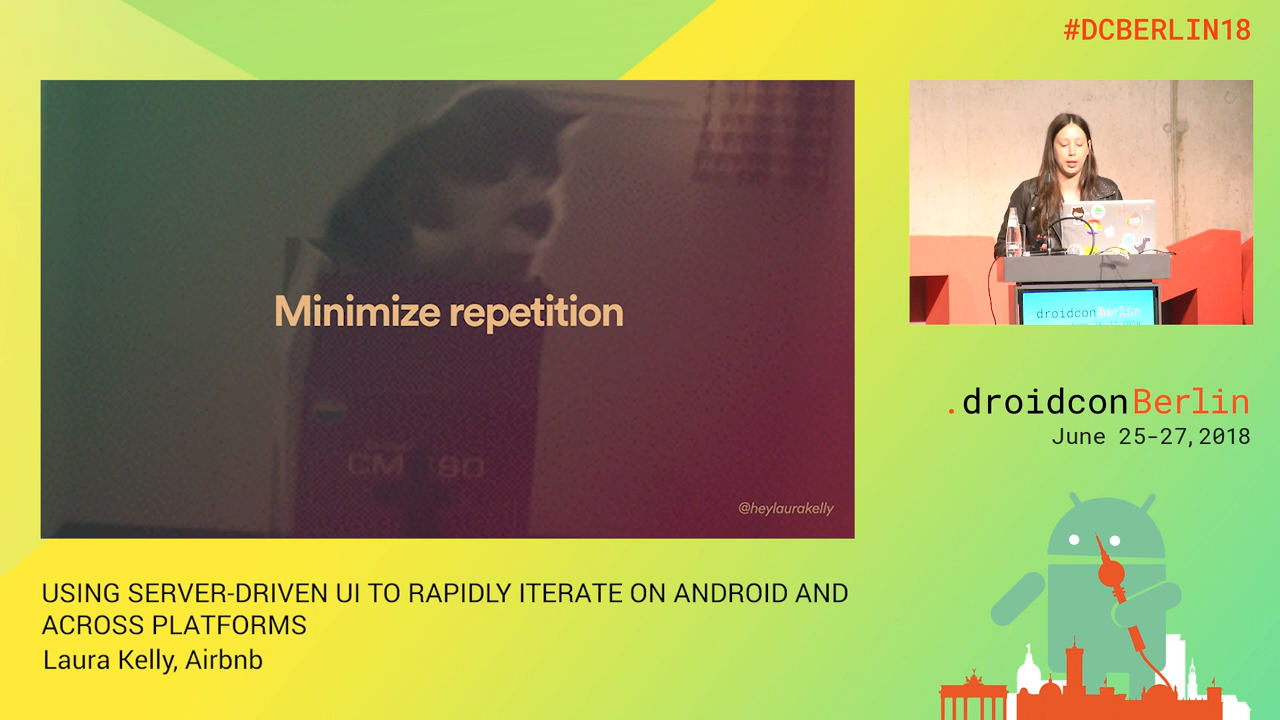 #DCBERLIN18
Minimize repetition
@heylaurakelly
droidconBerlin
.droidconBerlin
June 25-27, 2018
USING SERVER-DRIVEN UI TO RAPIDLY ITERATE ON ANDROID AND
ACROSS PLATFORMS
Laura Kelly, Airbnb